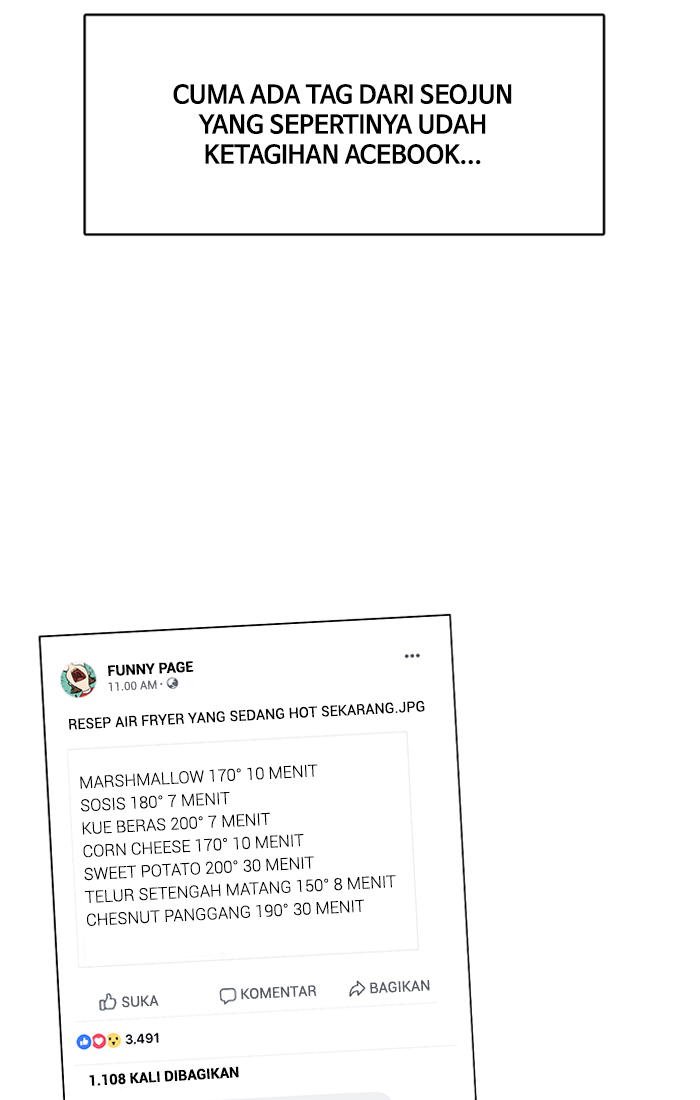 CUMA ADA TAG DARI SEOJUN
YANG SEPERTINYA UDAH
KETAGIHAN ACEBOOK...
FUNNY PAGE
11.00 AM ·
RESEP AIR FRYER YANG SEDANG HOT SEKARANG.JPG
MARSHMALLOW 170° 10 MENIT
SOSIS 180° 7 MENIT
KUE BERAS 200° 7 MENIT
CORN CHEESE 170° 10 MENIT
SWEET POTATO 200° 30 MENIT
TELUR SETENGAH MATANG 150° 8 MENIT
CHESNUT PANGGANG 190° 30 MENIT
SUKA KOMENTAR BAGIKAN
3.491
1.108 KALI DIBAGIKAN